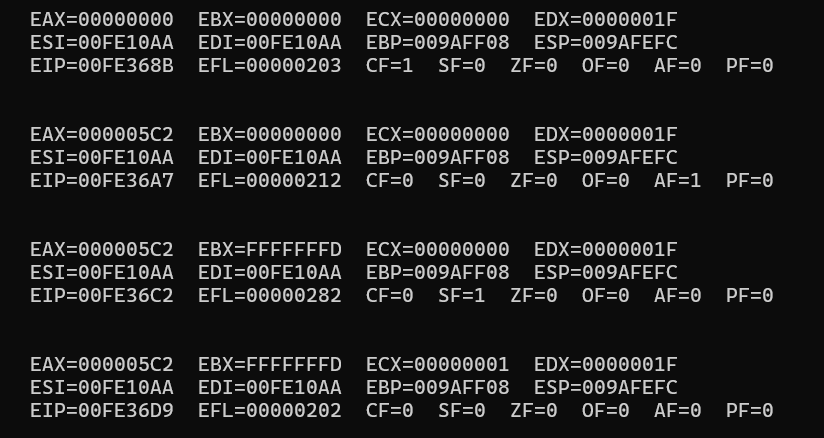 EAX=00000000 EBX=00000000 ECX=00000000 EDX=0000001F
ESI=00FE10AA EDI=00FE10AA EBP=009AFF08 ESP=009AFEFC
EIP=00FE368B EFL=00000203 CF=1 SF=0 ZF=0 OF=0 AF=0 PF=0
EAX=000005C2 EBX=00000000 ECX=00000000 EDX=0000001F
ESI=00FE10AA EDI=00FE10AA EBP=009AFF08 ESP=009AFEFC
EIP=00FE36A7 EFL=00000212 CF=0 SF=0 ZF=0 OF=0 AF=1 PF=0
EAX=000005C2 EBX=FFFFFFFD ECX=00000000 EDX=0000001F
ESI=00FE10AA EDI=00FE10AA EBP=009AFF08 ESP=009AFEFC
EIP=00FE36C2 EFL=00000282 CF=0 SF=1 ZF=0 OF=0 AF=0 PF=0
EAX=000005C2 EBX=FFFFFFFD ECX=00000001 EDX=0000001F
ESI=00FE10AA EDI=00FE10AA EBP=009AFF08 ESP=009AFEFC
EIP=00FE36D9 EFL=00000202 CF=0 SF=0 ZF=0 OF=0 AF=0 PF=0